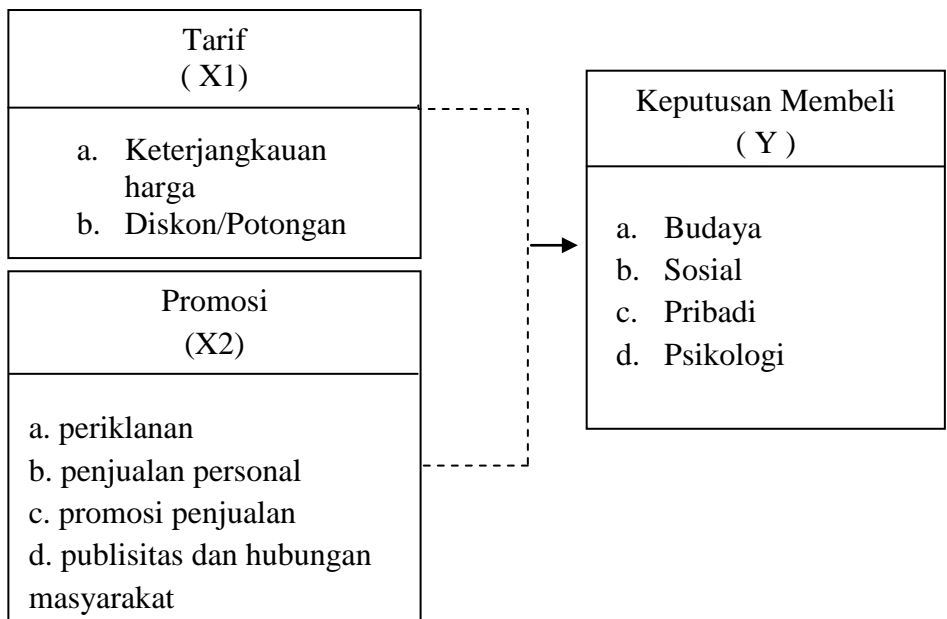 Tarif
( X1)
a. Keterjangkauan
harga
b. Diskon/Potongan
Promosi
(X2)
a. periklanan
b. penjualan personal
c. promosi penjualan
d. publisitas dan hubungan
masyarakat
Keputusan Membeli
( Y )
a. Budaya
b. Sosial
c. Pribadi
d. Psikologi